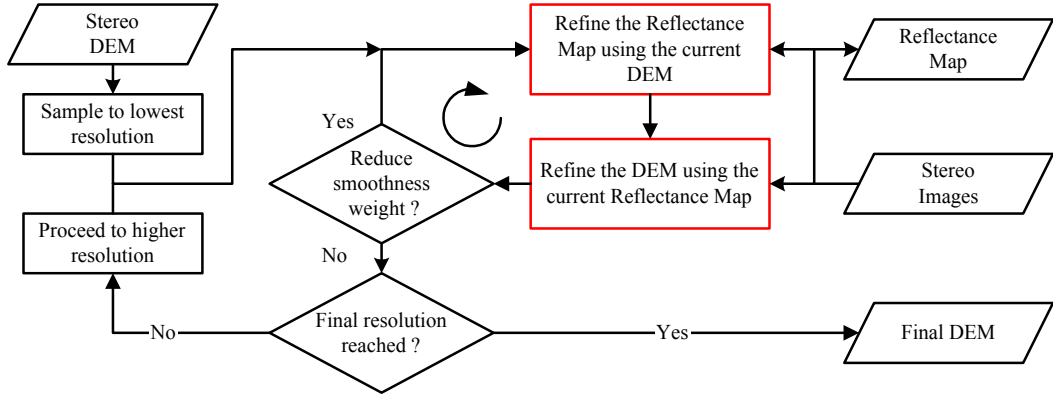 Stereo
DEM
Sample to lowest
resolution
Proceed to higher
resolution
Refine the Reflectance
Map using the current
DEM
Refine the DEM using the
current Reflectance Map
Reflectance
Map
Stereo
Images
Yes
Reduce
smoothness
weight ?
No
Final resolution
reached ?
No
Yes
Final DEM